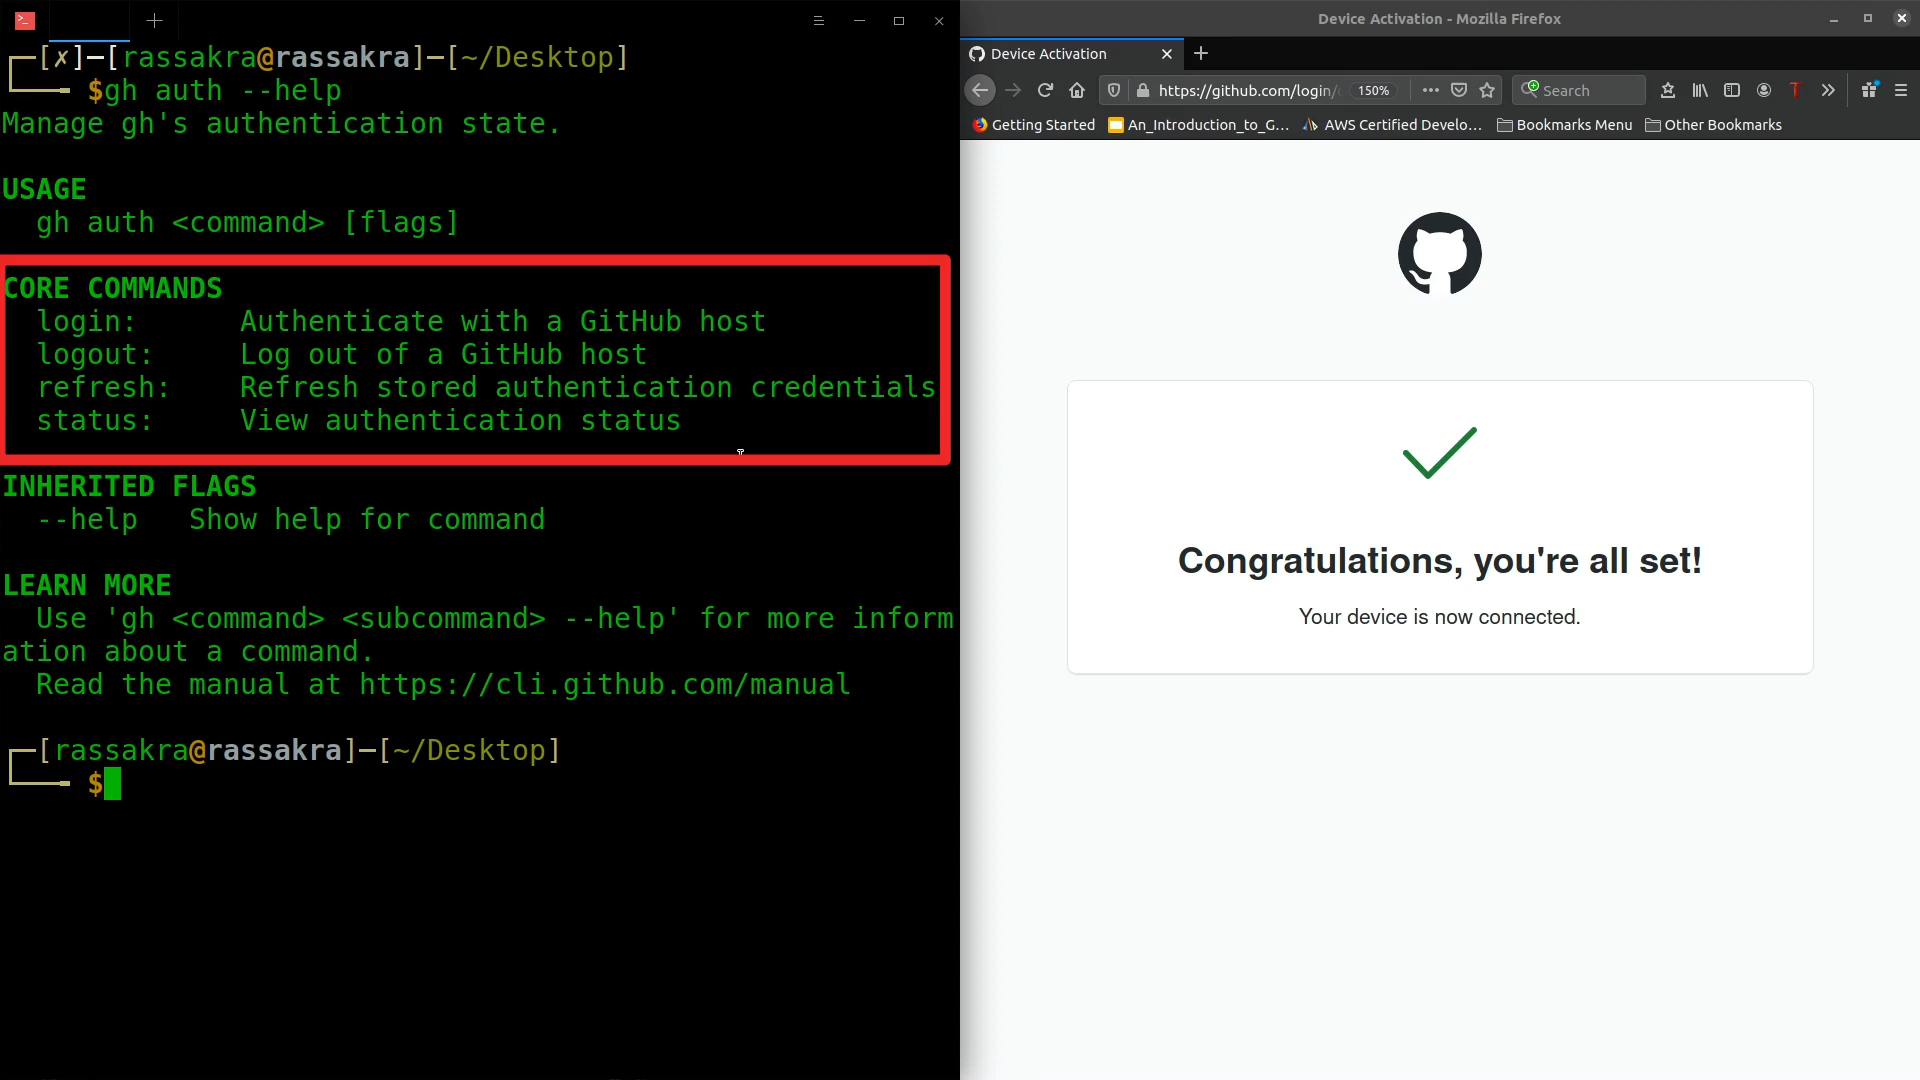 ┌─[✗]─[rassakra@rassakra]─[~/Desktop]
└──╼ $gh auth --help
Manage gh's authentication state.
USAGE
gh auth <command> [flags]
CORE COMMANDS
login: Authenticate with a GitHub host
logout: Log out of a GitHub host
refresh: Refresh stored authentication credentials
status: View authentication status
INHERITED FLAGS
--help Show help for command
LEARN MORE
Use 'gh <command> <subcommand> --help' for more inform
ation about a command.
Read the manual at https://cli.github.com/manual
┌─[rassakra@rassakra]─[~/Desktop]
└──╼ $
Device Activation - Mozilla Firefox
Device Activation
https://github.com/login/ 150% Search
Getting Started An_Introduction_to_G... AWS Certified Develo... Bookmarks Menu Other Bookmarks
Congratulations, you're all set!
Your device is now connected.